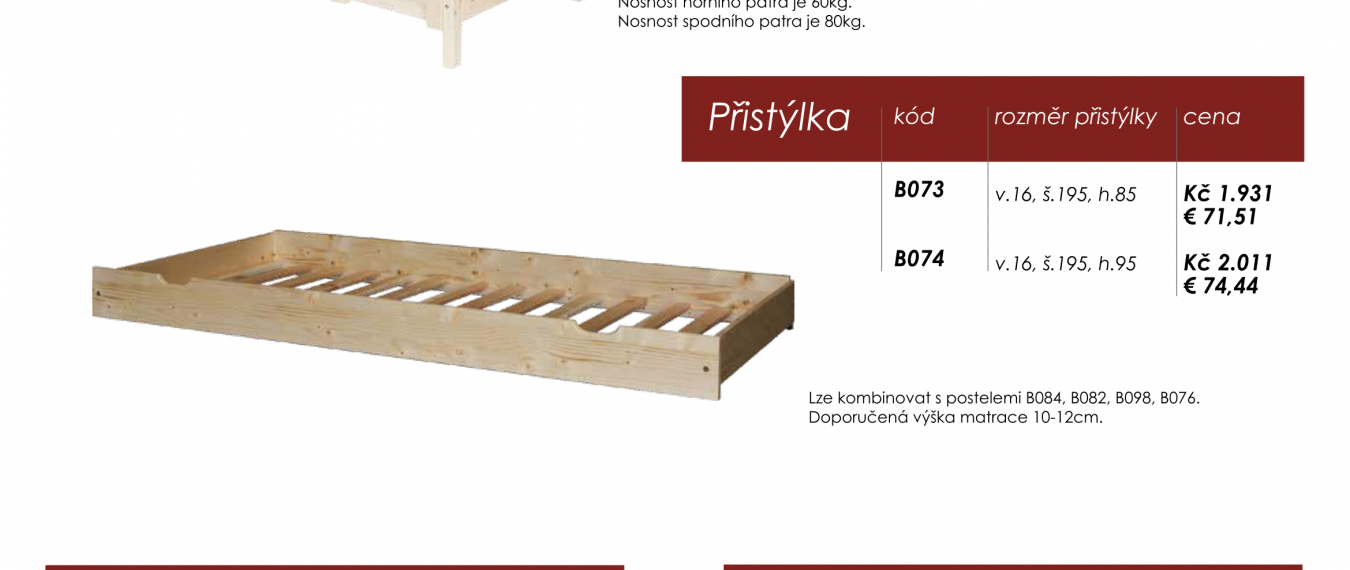 Nosnost horního patra je 60kg.
Nosnost spodního patra je 80kg.
Přistýlka kód rozměr přistýlky cena
B073 v.16, š.195, h.85 Kč 1.931
€ 71,51
B074 v.16, š.195, h.95 Kč 2.011
€ 74,44
Lze kombinovat s postelemi B084, B082, B098, B076.
Doporučená výška matrace 10-12cm.